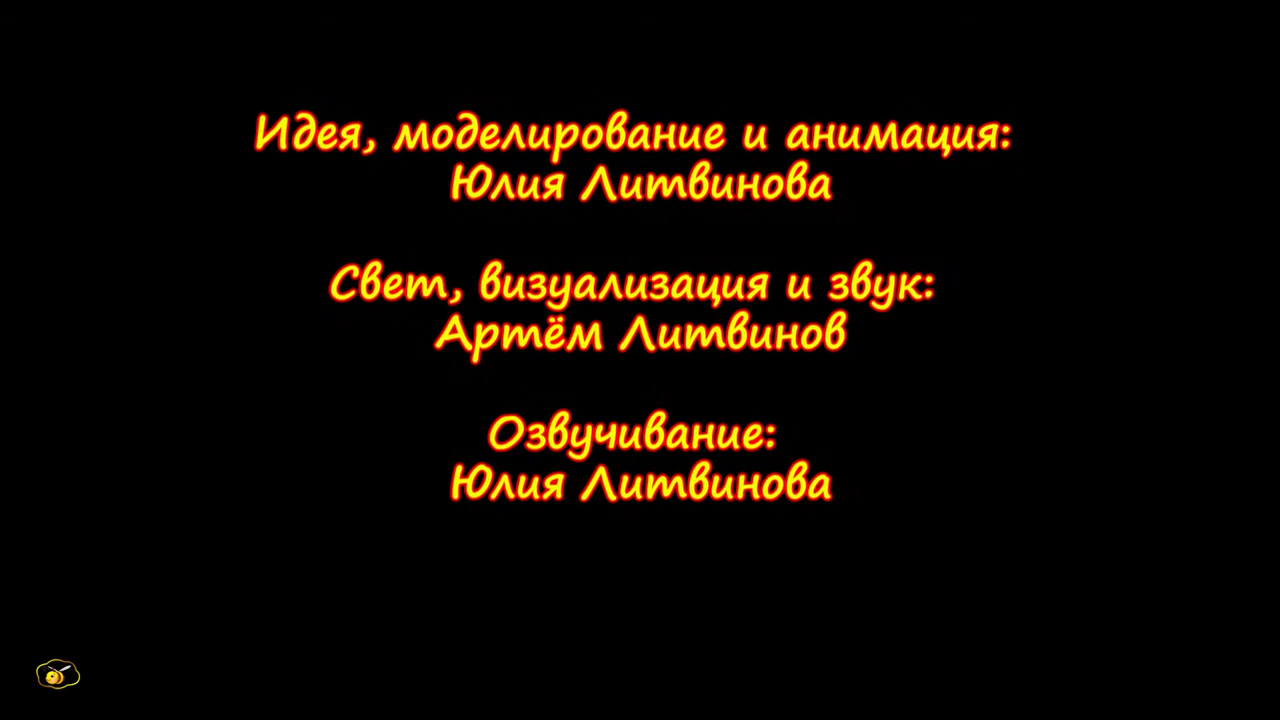 Идея, моделирование и анимация:
Юлия Литвинова
Свет, визуализация и звук:
Артём Литвинов
Озвучивание:
Юлия Литвинова